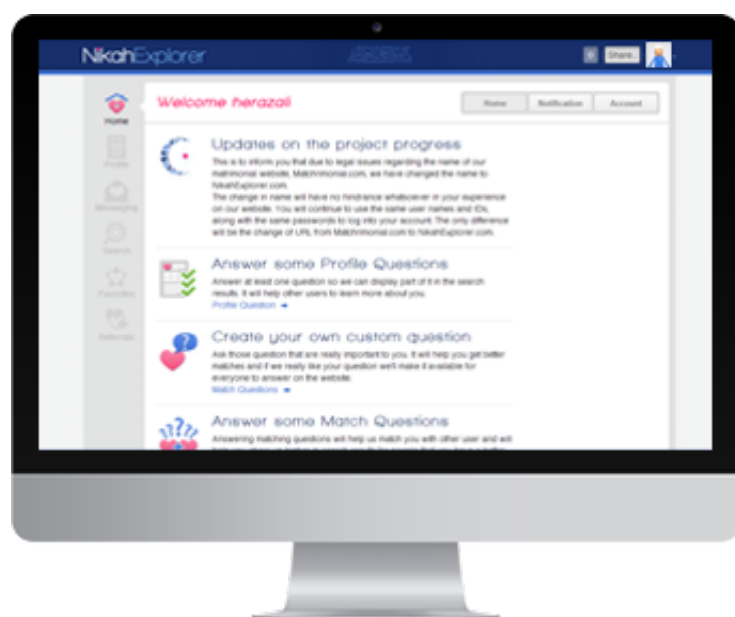 NikahExplorer
Share
Welcome herazali
Home
Notification
Account
Home
Profile
Messaging
Search
Favorites
Referrals
Updates on the project progress
This is to inform you that due to legal issues regarding the name of our
matrimonial website, Matchrimonial.com, we have changed the name to
NikahExplorer.com.
The change in name will have no hindrance whatsoever in your experience
on our website. You will continue to use the same user names and IDs,
along with the same passwords to log into your account. The only difference
will be the change of URL from Matchrimonial.com to NikahExplorer.com.
Answer some Profile Questions
Answer at least one question so we can display part of it in the search
results. It will help other users to learn more about you.
Profile Question
Create your own custom question
Ask those question that are really important to you. It will help you get better
matches and if we really like your question we'll make it available for
everyone to answer on the website.
Match Questions
Answer some Match Questions
Answering matching questions will help us match you with other user and will